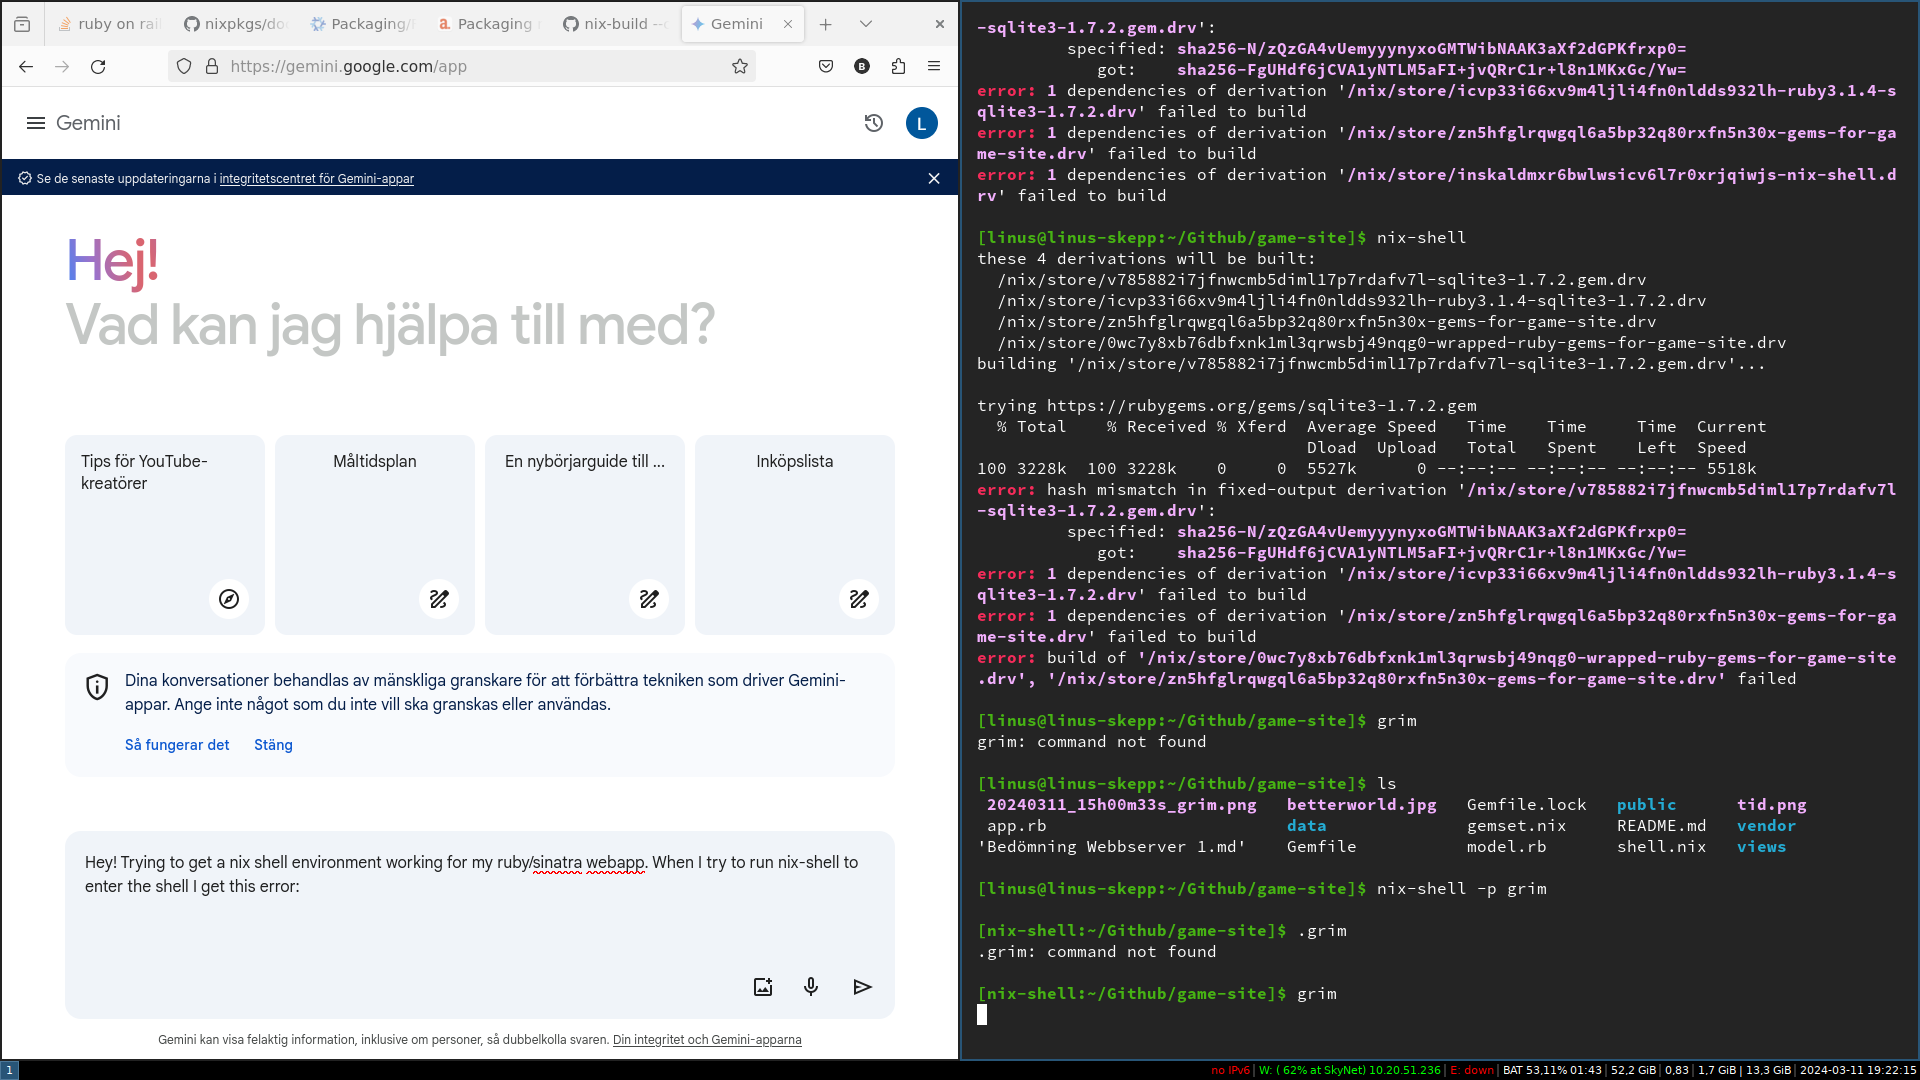 ruby on rail
nixpkgs/doc
Packaging/
Packaging
nix-build --
Gemini
https://gemini.google.com/app
Gemini
L
Se de senaste uppdateringarna i integritetscentret för Gemini-appar
Hej!
Vad kan jag hjälpa till med?
Tips för YouTube-
kreatörer
Måltidsplan
En nybörjarguide till ...
Inköpslista
Dina konversationer behandlas av mänskliga granskare för att förbättra tekniken som driver Gemini-
appar. Ange inte något som du inte vill ska granskas eller användas.
Så fungerar det Stäng
Hey! Trying to get a nix shell environment working for my ruby/sinatra webapp. When I try to run nix-shell to
enter the shell I get this error:
Gemini kan visa felaktig information, inklusive om personer, så dubbelkolla svaren. Din integritet och Gemini-apparna
-sqlite3-1.7.2.gem.drv':
specified: sha256-N/zQzGA4vUemyyynyxoGMTWibNAAK3aXf2dGPKfrxp0=
got: sha256-FgUHdf6jCVA1yNTLM5aFI+jvQRrC1r+l8n1MKxGc/Yw=
error: 1 dependencies of derivation '/nix/store/icvp33i66xv9m4ljli4fn0nldds932lh-ruby3.1.4-s
qlite3-1.7.2.drv' failed to build
error: 1 dependencies of derivation '/nix/store/zn5hfglrqwgql6a5bp32q80rxfn5n30x-gems-for-ga
me-site.drv' failed to build
error: 1 dependencies of derivation '/nix/store/inskaldmxr6bwlwsicv6l7r0xrjqiwjs-nix-shell.d
rv' failed to build
[linus@linus-skepp:~/Github/game-site]$ nix-shell
these 4 derivations will be built:
/nix/store/v785882i7jfnwcmb5diml17p7rdafv7l-sqlite3-1.7.2.gem.drv
/nix/store/icvp33i66xv9m4ljli4fn0nldds932lh-ruby3.1.4-sqlite3-1.7.2.drv
/nix/store/zn5hfglrqwgql6a5bp32q80rxfn5n30x-gems-for-game-site.drv
/nix/store/0wc7y8xb76dbfxnk1ml3qrwsbj49nqg0-wrapped-ruby-gems-for-game-site.drv
building '/nix/store/v785882i7jfnwcmb5diml17p7rdafv7l-sqlite3-1.7.2.gem.drv'...
trying https://rubygems.org/gems/sqlite3-1.7.2.gem
% Total % Received % Xferd Average Speed Time Time Time Current
Dload Upload Total Spent Left Speed
100 3228k 100 3228k 0 0 5527k 0 --:--:-- --:--:-- --:--:-- 5518k
error: hash mismatch in fixed-output derivation '/nix/store/v785882i7jfnwcmb5diml17p7rdafv7l
-sqlite3-1.7.2.gem.drv':
specified: sha256-N/zQzGA4vUemyyynyxoGMTWibNAAK3aXf2dGPKfrxp0=
got: sha256-FgUHdf6jCVA1yNTLM5aFI+jvQRrC1r+l8n1MKxGc/Yw=
error: 1 dependencies of derivation '/nix/store/icvp33i66xv9m4ljli4fn0nldds932lh-ruby3.1.4-s
qlite3-1.7.2.drv' failed to build
error: 1 dependencies of derivation '/nix/store/zn5hfglrqwgql6a5bp32q80rxfn5n30x-gems-for-ga
me-site.drv' failed to build
error: build of '/nix/store/0wc7y8xb76dbfxnk1ml3qrwsbj49nqg0-wrapped-ruby-gems-for-game-site
.drv', '/nix/store/zn5hfglrqwgql6a5bp32q80rxfn5n30x-gems-for-game-site.drv' failed
[linus@linus-skepp:~/Github/game-site]$ grim
grim: command not found
[linus@linus-skepp:~/Github/game-site]$ ls
20240311_15h00m33s_grim.png betterworld.jpg Gemfile.lock public tid.png
app.rb data gemset.nix README.md vendor
'Bedömning Webbserver 1.md' Gemfile model.rb shell.nix views
[linus@linus-skepp:~/Github/game-site]$ nix-shell -p grim
[nix-shell:~/Github/game-site]$ .grim
.grim: command not found
[nix-shell:~/Github/game-site]$ grim
1
no IPv6 | W: ( 62% at SkyNet) 10.20.51.236 | E: down | BAT 53,11% 01:43 | 52,2 GiB | 0,83 | 1,7 GiB | 13,3 GiB | 2024-03-11 19:22:15